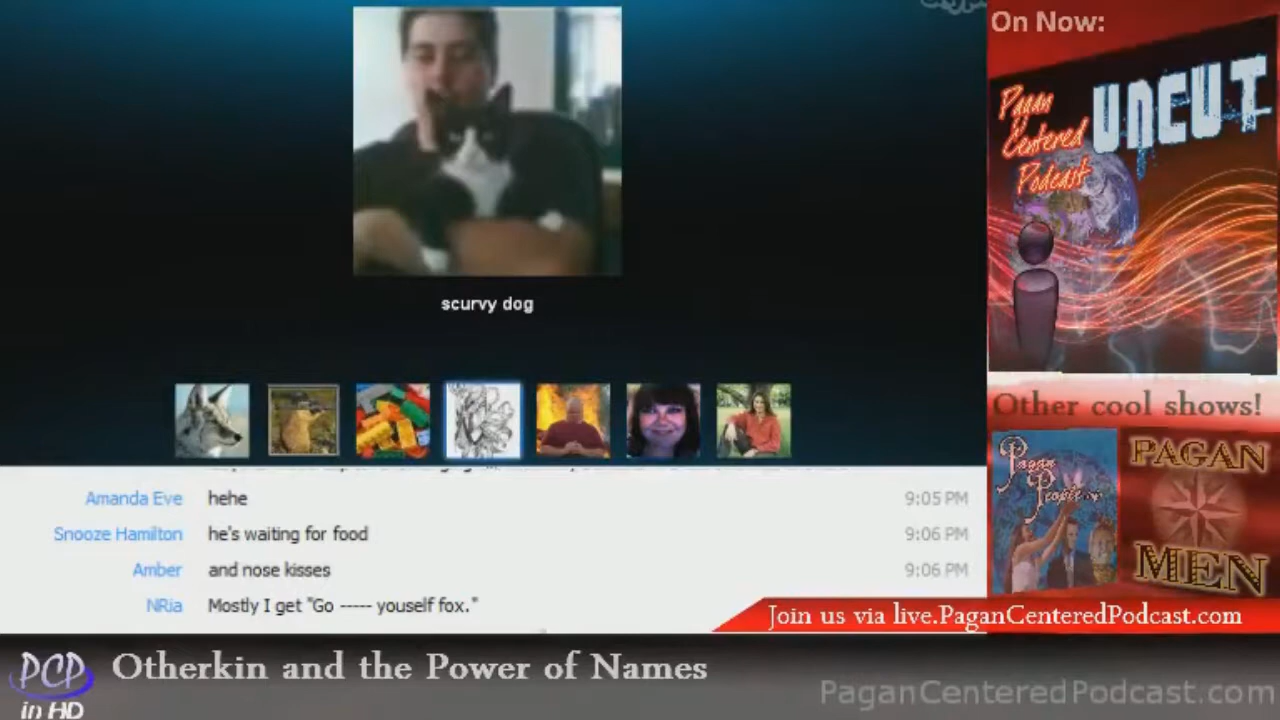 On Now:
Pagan
Centered
Podcast
UNCUT
scurvy dog
Other cool shows!
Pagan
People
PAGAN
MEN
Amanda Eve hehe 9:05 PM
Snooze Hamilton he's waiting for food 9:06 PM
Amber and nose kisses 9:06 PM
NRia Mostly I get "Go ----- youself fox."
Join us via live.PaganCenteredPodcast.com
PCP
in HD
Otherkin and the Power of Names
PaganCenteredPodcast.com